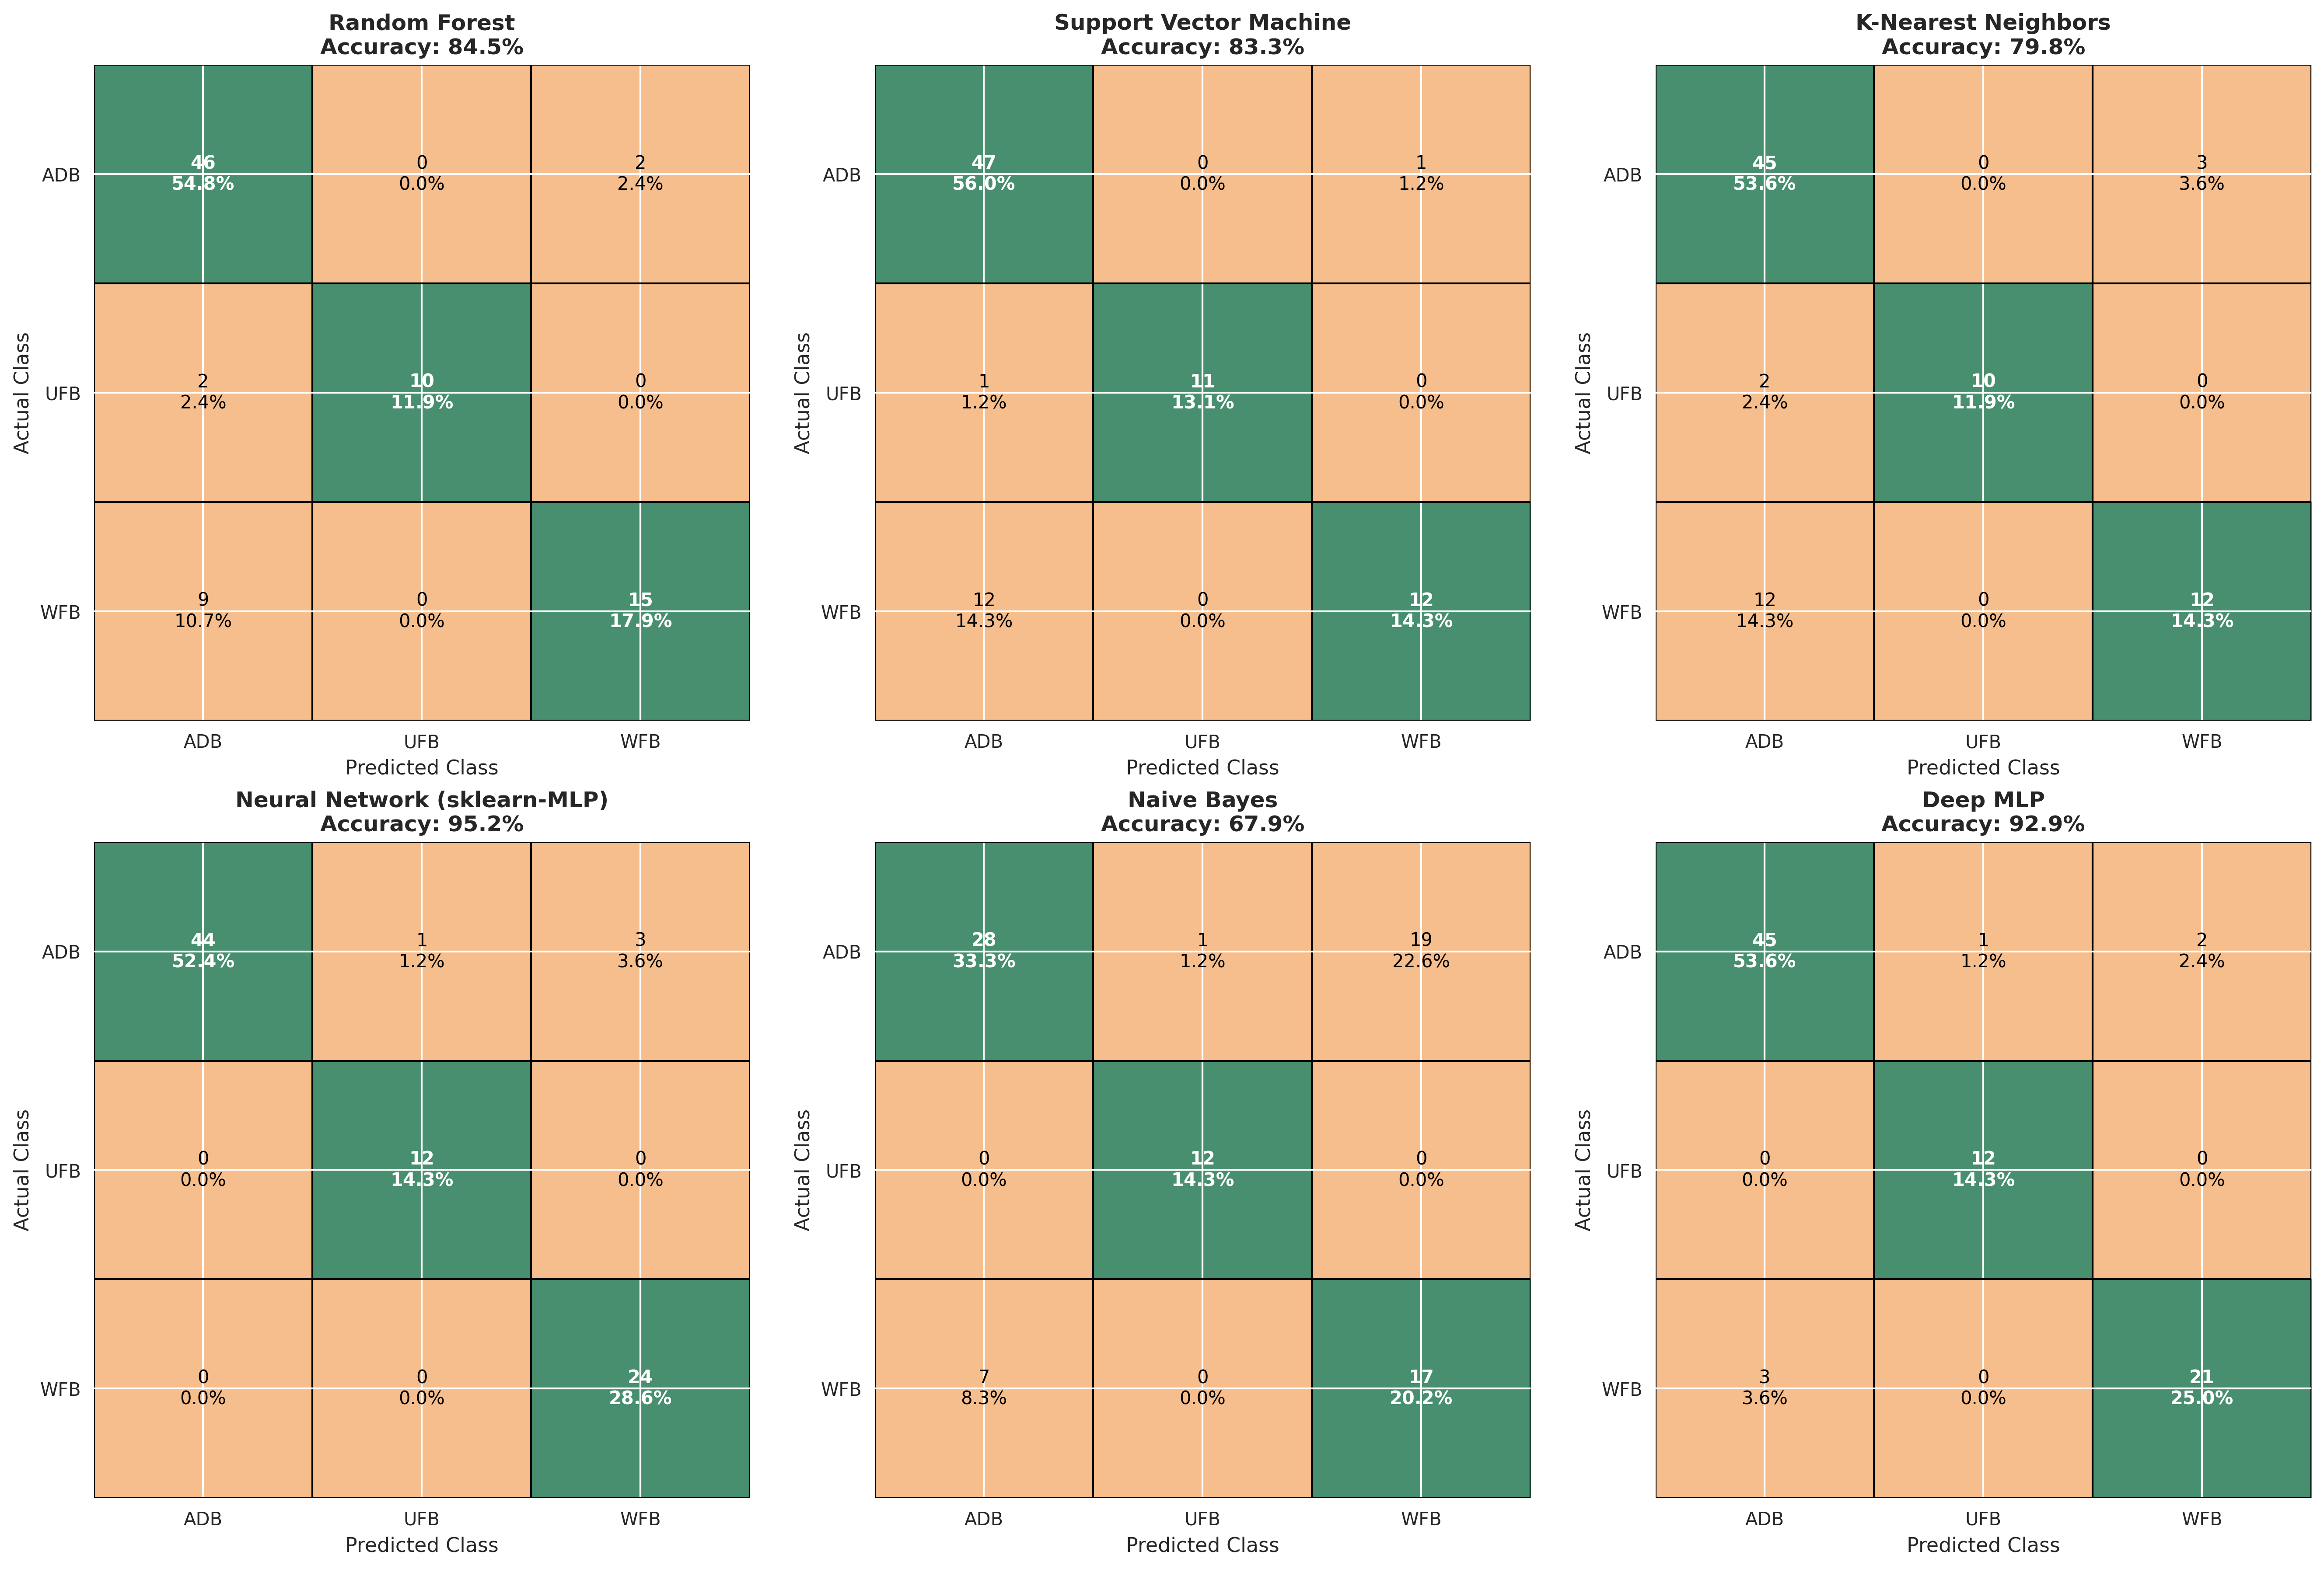 Random Forest
Accuracy: 84.5%
Actual Class
ADB
46
54.8%
0
0.0%
2
2.4%
UFB
2
2.4%
10
11.9%
0
0.0%
WFB
9
10.7%
0
0.0%
15
17.9%
ADB
UFB
WFB
Predicted Class
Support Vector Machine
Accuracy: 83.3%
Actual Class
ADB
47
56.0%
0
0.0%
1
1.2%
UFB
1
1.2%
11
13.1%
0
0.0%
WFB
12
14.3%
0
0.0%
12
14.3%
ADB
UFB
WFB
Predicted Class
K-Nearest Neighbors
Accuracy: 79.8%
Actual Class
ADB
45
53.6%
0
0.0%
3
3.6%
UFB
2
2.4%
10
11.9%
0
0.0%
WFB
12
14.3%
0
0.0%
12
14.3%
ADB
UFB
WFB
Predicted Class
Neural Network (sklearn-MLP)
Accuracy: 95.2%
Actual Class
ADB
44
52.4%
1
1.2%
3
3.6%
UFB
0
0.0%
12
14.3%
0
0.0%
WFB
0
0.0%
0
0.0%
24
28.6%
ADB
UFB
WFB
Predicted Class
Naive Bayes
Accuracy: 67.9%
Actual Class
ADB
28
33.3%
1
1.2%
19
22.6%
UFB
0
0.0%
12
14.3%
0
0.0%
WFB
7
8.3%
0
0.0%
17
20.2%
ADB
UFB
WFB
Predicted Class
Deep MLP
Accuracy: 92.9%
Actual Class
ADB
45
53.6%
1
1.2%
2
2.4%
UFB
0
0.0%
12
14.3%
0
0.0%
WFB
3
3.6%
0
0.0%
21
25.0%
ADB
UFB
WFB
Predicted Class